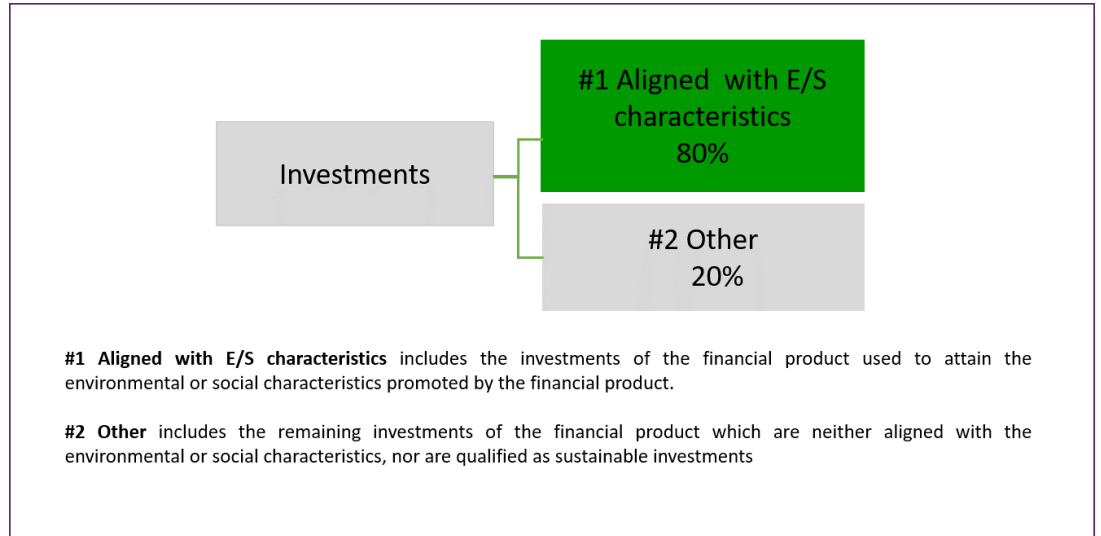 #1 Aligned with E/S
characteristics
80%
Investments
#2 Other
20%
#1 Aligned with E/S characteristics includes the investments of the financial product used to attain the
environmental or social characteristics promoted by the financial product.
#2 Other includes the remaining investments of the financial product which are neither aligned with the
environmental or social characteristics, nor are qualified as sustainable investments